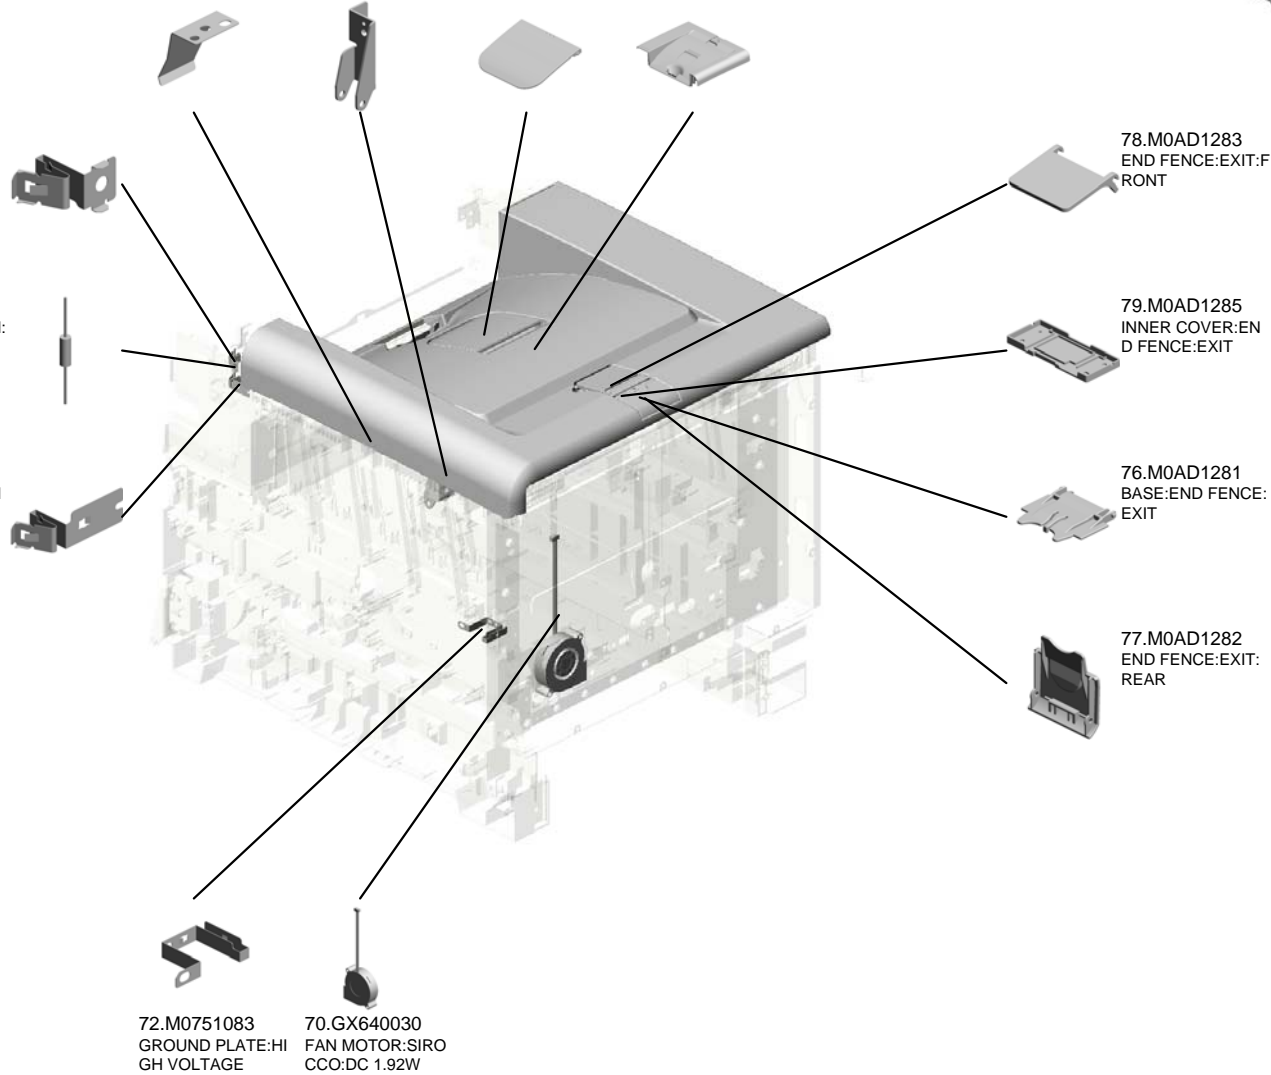 78.M0AD1283
END FENCE:EXIT:F
RONT
79.M0AD1285
INNER COVER:EN
D FENCE:EXIT
76.M0AD1281
BASE:END FENCE:
EXIT
77.M0AD1282
END FENCE:EXIT:
REAR
72.M0751083
GROUND PLATE:HI
GH VOLTAGE
70.GX640030
FAN MOTOR:SIRO
CCO:DC 1.92W